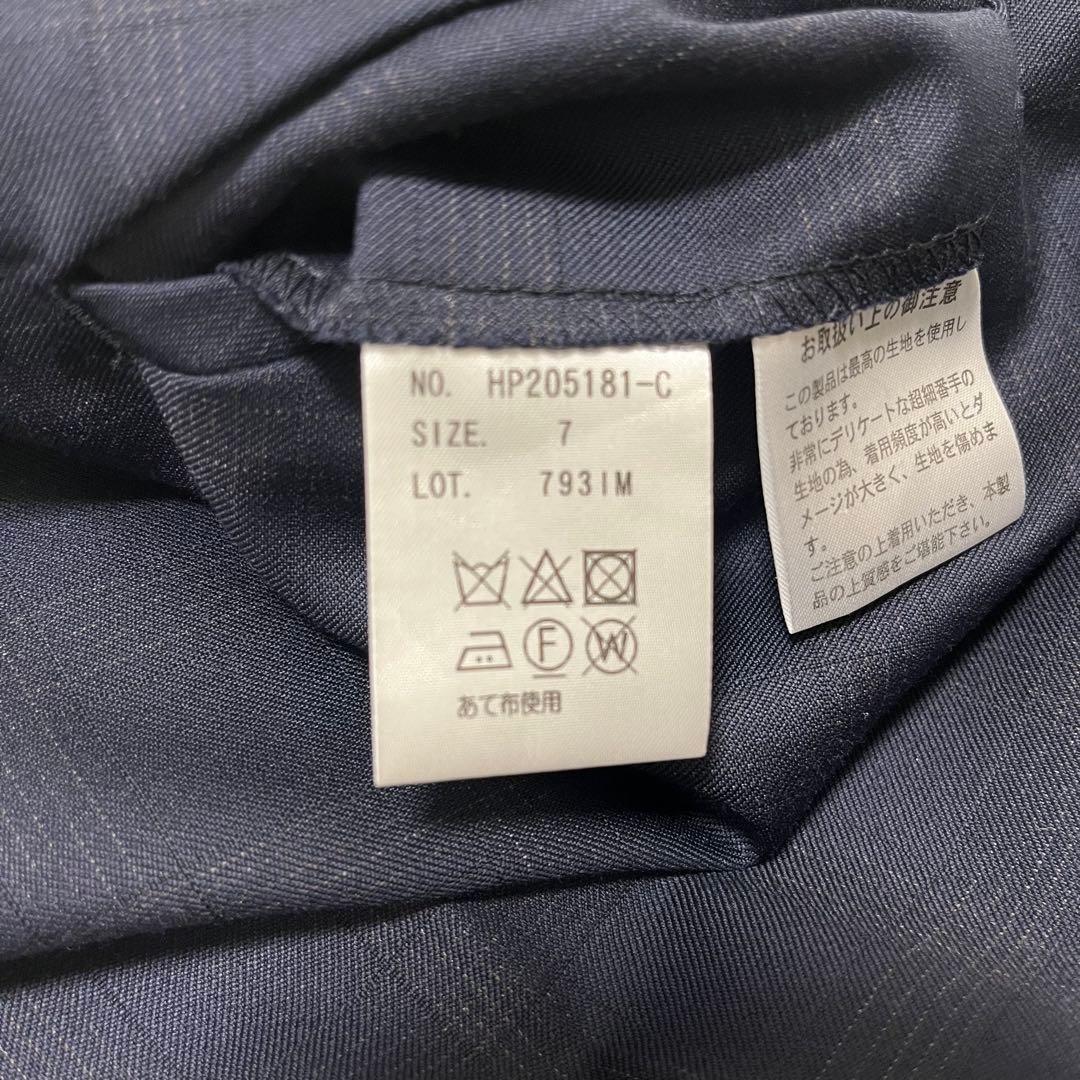 NO. HP205181-C
SIZE. 7
LOT. 7931M
F
W
あて布使用
お取扱い上の御注意
この製品は最高の生地を使用し
ております。
非常にデリケートな超細番手の
生地の為、着用頻度が高いとダ
メージが大きく、生地を傷めま
す。
ご注意の上着用いただき、本製
品の上質感をご堪能下さい。